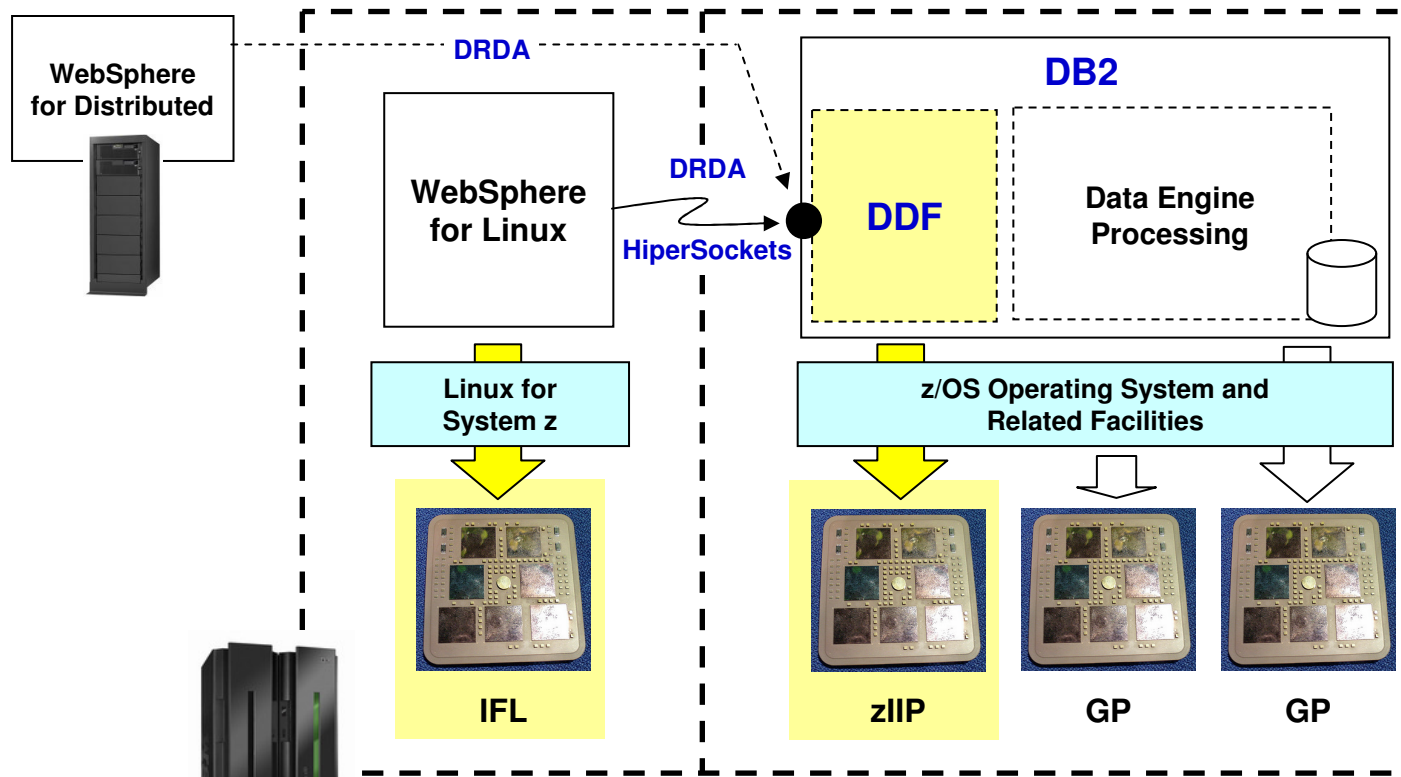 WebSphere
for Distributed
DRDA
DB2
WebSphere
for Linux
DRDA
HiperSockets
DDF
Data Engine
Processing
Linux for
System z
z/OS Operating System and
Related Facilities
IFL
zIIP
GP
GP